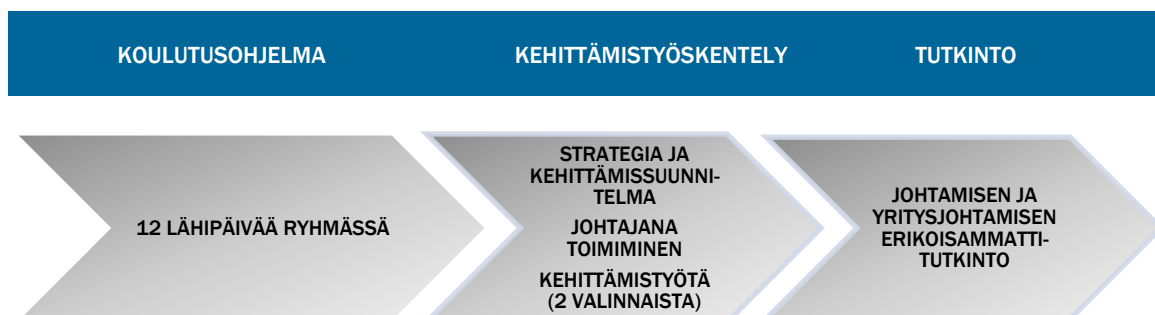 KOULUTUSOHJELMA
KEHITTÄMISTYÖSKENTELY
TUTKINTO
12 LÄHIPÄIVÄÄ RYHMÄSSÄ
STRATEGIA JA
KEHITTÄMISSUUNNI-
TELMA
JOHTAJANA
TOIMIMINEN
KEHITTÄMISTYÖTÄ
(2 VALINNAISTA)
JOHTAMISEN JA
YRITYSJOHTAMISEN
ERIKOISAMMATTI-
TUTKINTO